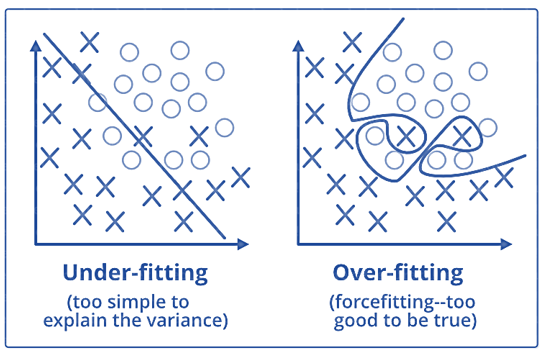 Under-fitting
(too simple to
explain the variance)
Over-fitting
(forcefitting--too
good to be true)